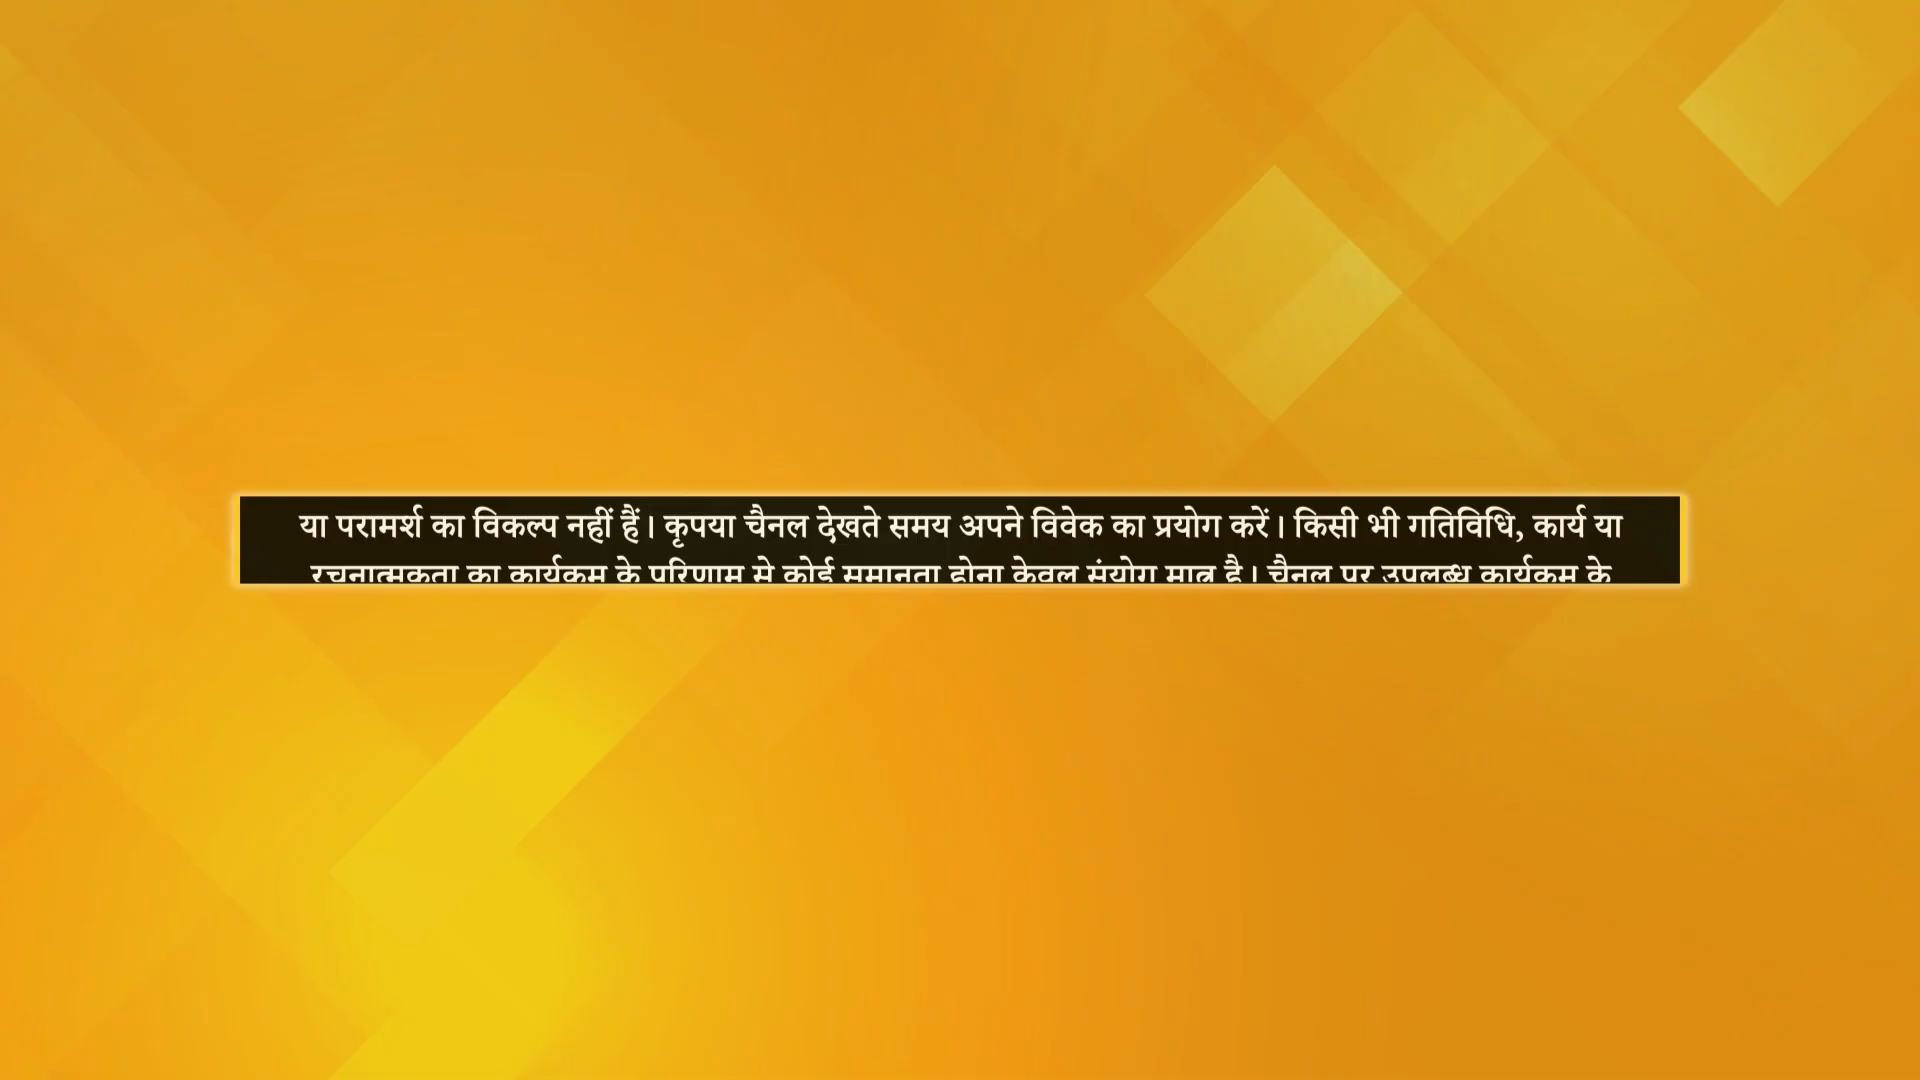 या परामर्श का विकल्प नहीं हैं। कृपया चैनल देखते समय अपने विवेक का प्रयोग करें। किसी भी गतिविधि, कार्य या
रचनात्मकता का कार्यक्रम के परिणाम से कोई समानता होना केवल संयोग मात्र है। चैनल पर उपलब्ध कार्यक्रम के